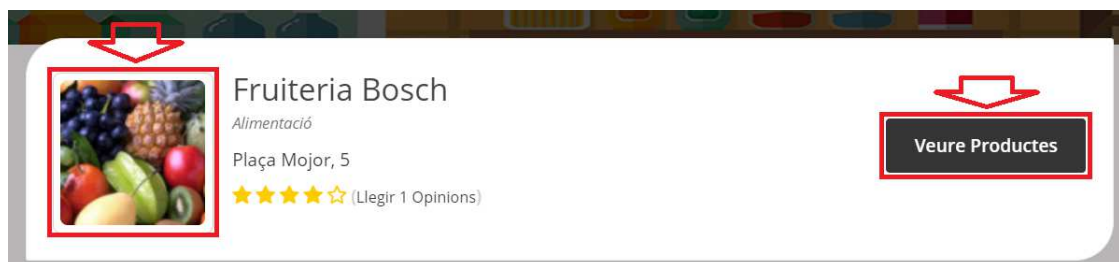 Fruiteria Bosch
Alimentació
Plaça Mojor, 5
(Llegir 1 Opinions)
Veure Productes